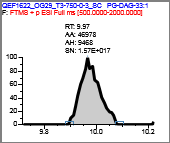 QEF1622_OG29_T3-750-0-3_SC PG-DAG-33:1
F: FTMS + p ESI Full ms [500.0000-2000.0000]
RT: 9.97
AA: 46978
AH: 9468
SN: 1.57E+017
100
80
60
40
20
0
9.8
10.0
10.2